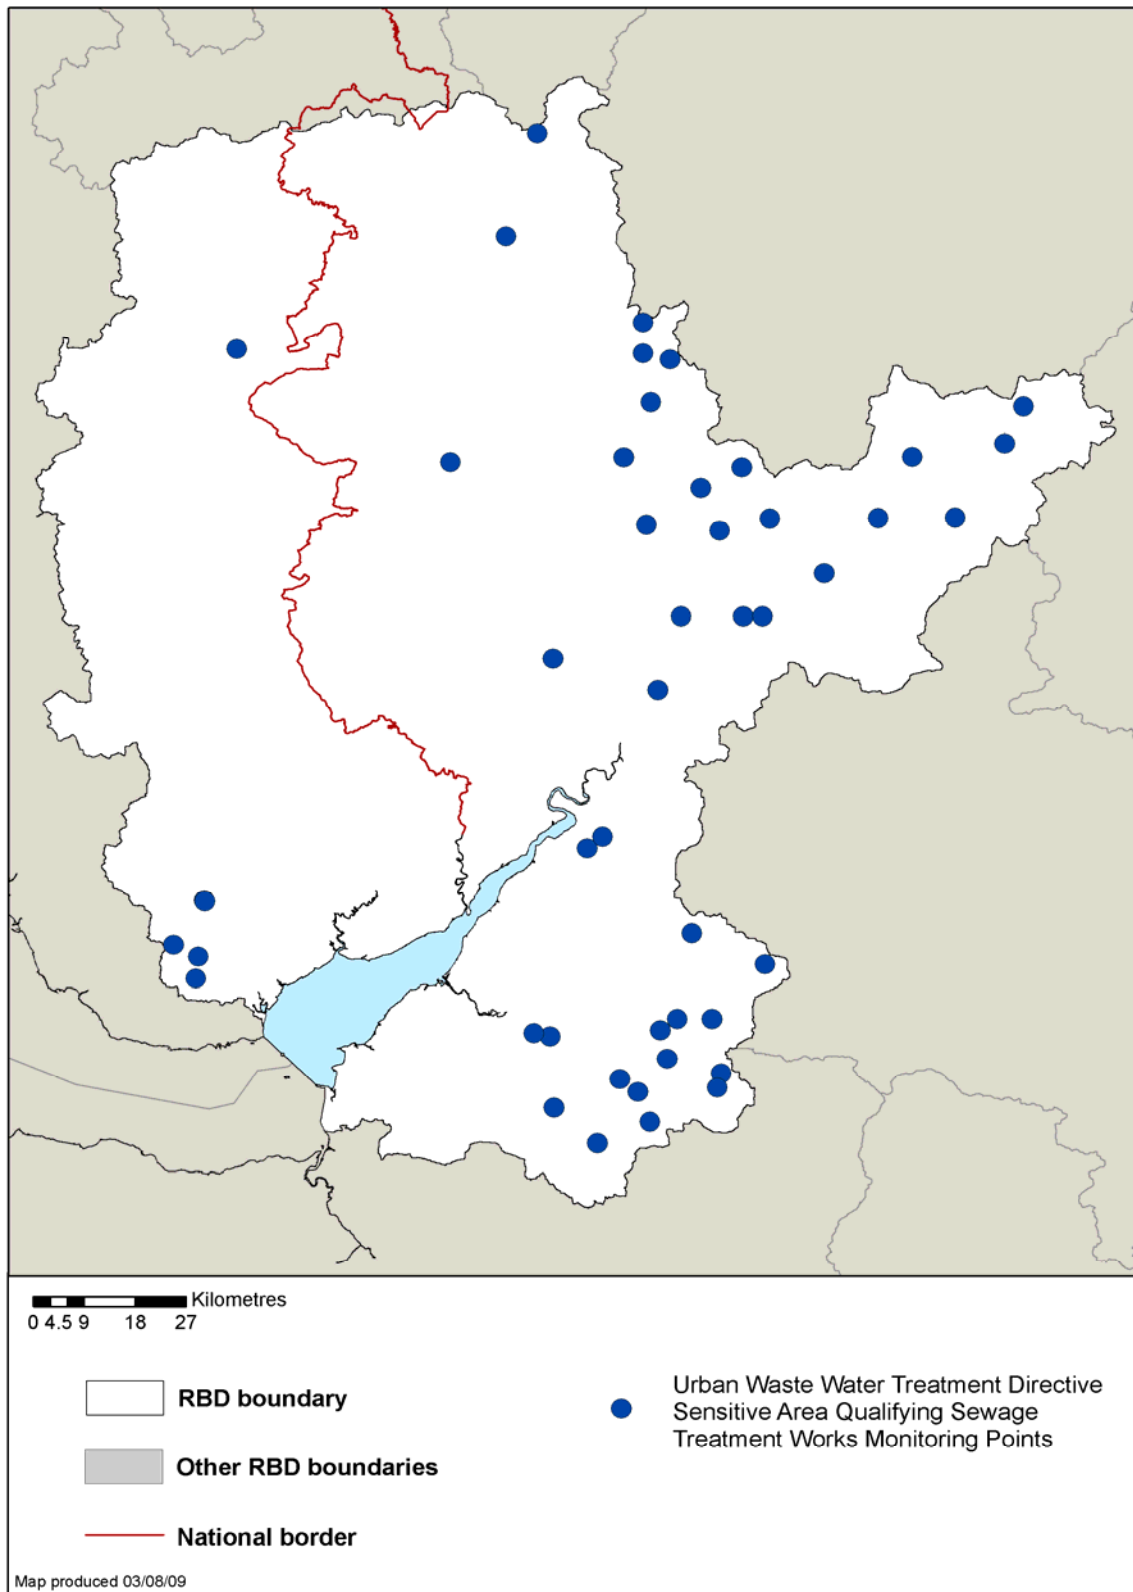 Kilometres
0 4.5 9 18 27
RBD boundary
Other RBD boundaries
National border
Urban Waste Water Treatment Directive
Sensitive Area Qualifying Sewage
Treatment Works Monitoring Points
Map produced 03/08/09